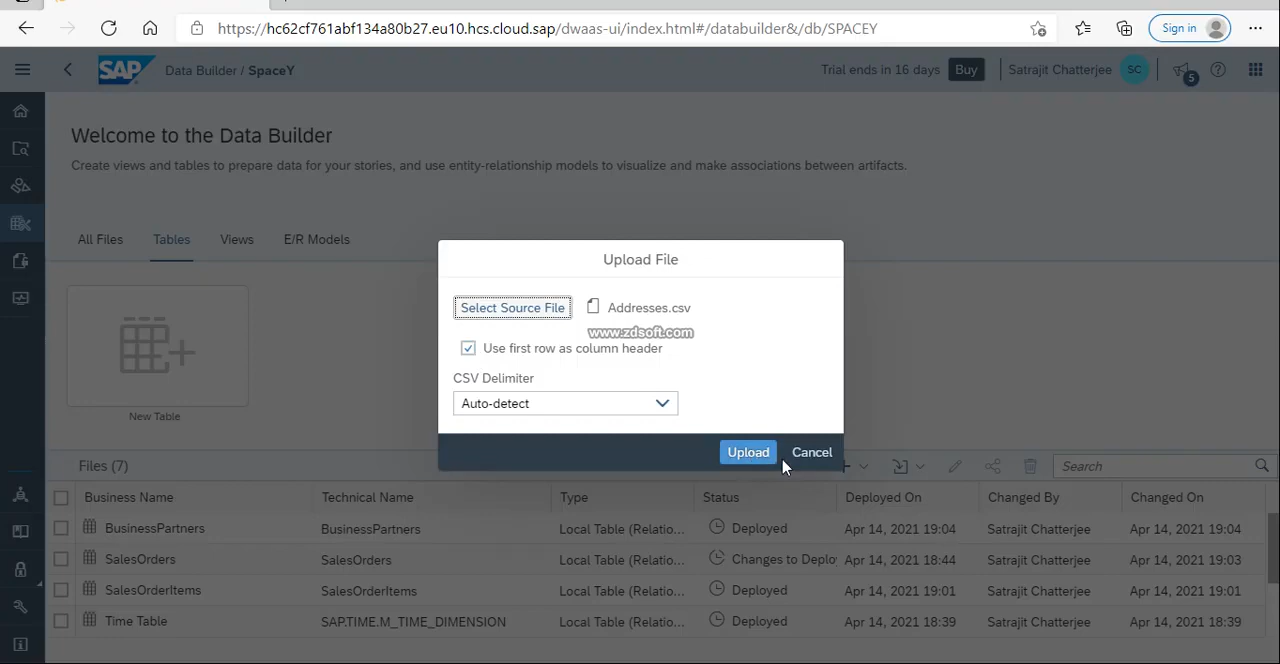 https://hc62cf761abf134a80b27.eu10.hcs.cloud.sap/dwaas-ui/index.html#/databuilder&/db/SPACEY
Sign in
SAP
Data Builder / SpaceY
Trial ends in 16 days
Buy
Satrajit Chatterjee
SC
5
Welcome to the Data Builder
Create views and tables to prepare data for your stories, and use entity-relationship models to visualize and make associations between artifacts.
All Files
Tables
Views
E/R Models
New Table
Upload File
Select Source File
Addresses.csv
www.zdsoft.com
Use first row as column header
CSV Delimiter
Auto-detect
Upload
Cancel
Files (7)
Search
Business Name Technical Name Type Status Deployed On Changed By Changed On
BusinessPartners BusinessPartners Local Table (Relatio... Deployed Apr 14, 2021 19:04 Satrajit Chatterjee Apr 14, 2021 19:04
SalesOrders SalesOrders Local Table (Relatio... Changes to Deplo Apr 14, 2021 18:44 Satrajit Chatterjee Apr 14, 2021 19:03
SalesOrderItems SalesOrderItems Local Table (Relatio... Deployed Apr 14, 2021 19:01 Satrajit Chatterjee Apr 14, 2021 19:01
Time Table SAP.TIME.M_TIME_DIMENSION Local Table (Relatio... Deployed Apr 14, 2021 18:39 Satrajit Chatterjee Apr 14, 2021 18:39